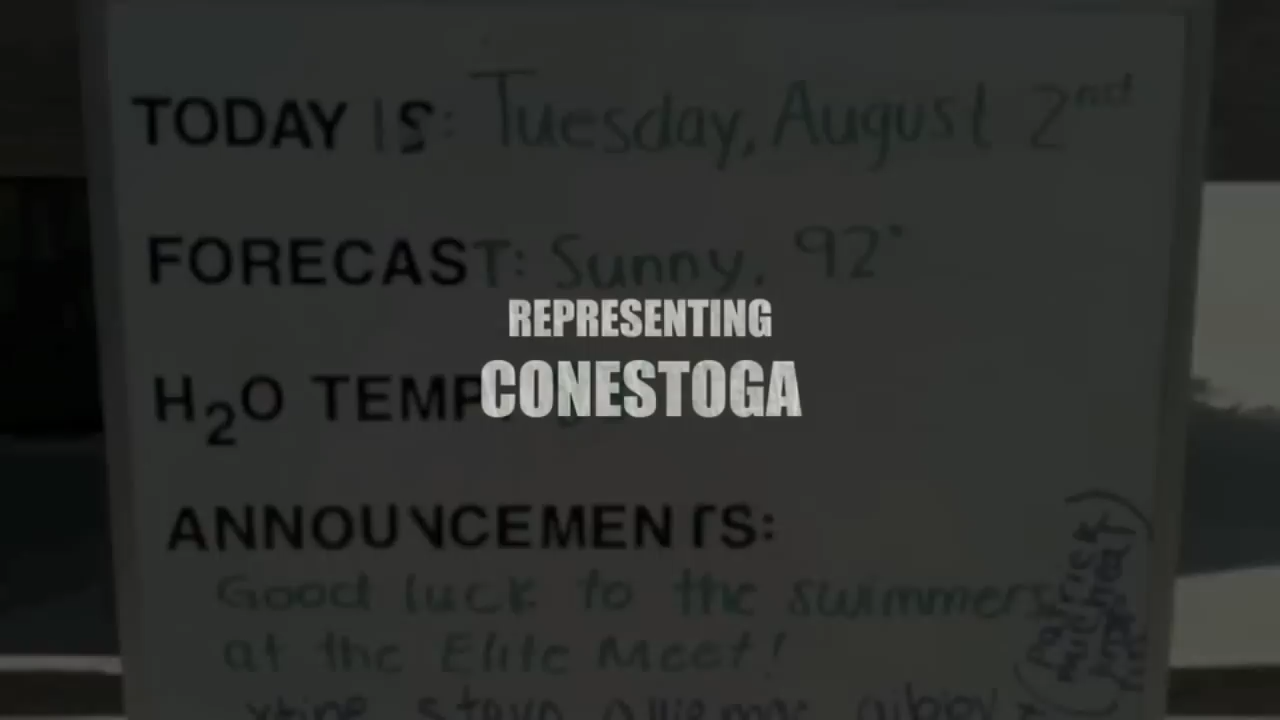 TODAY IS: Tuesday, August 2nd
FORECAST: Sunny, 92°
REPRESENTING
CONESTOGA
H2O TEMP:
ANNOUNCEMENTS:
Good luck to the swimmers
at the Elite Meet!